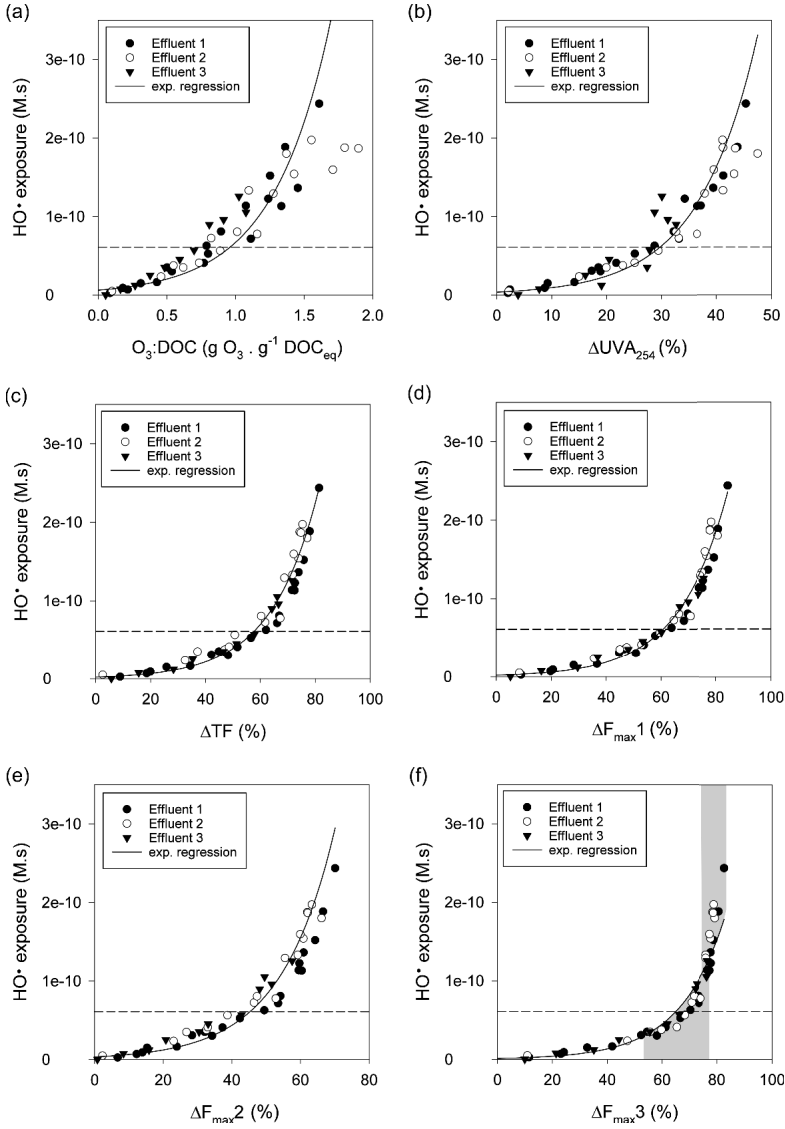 (a)
Effluent 1
Effluent 2
Effluent 3
exp. regression
3e-10
2e-10
1e-10
0
HO• exposure (M.s)
0.0 0.5 1.0 1.5 2.0
O₃:DOC (g O₃ . g⁻¹ DOCeq)
(b)
Effluent 1
Effluent 2
Effluent 3
exp. regression
3e-10
2e-10
1e-10
0
HO• exposure (M.s)
0 10 20 30 40 50
ΔUVA₂₅₄ (%)
(c)
Effluent 1
Effluent 2
Effluent 3
exp. regression
3e-10
2e-10
1e-10
0
HO• exposure (M.s)
0 20 40 60 80 100
ΔTF (%)
(d)
Effluent 1
Effluent 2
Effluent 3
exp. regression
3e-10
2e-10
1e-10
0
HO• exposure (M.s)
0 20 40 60 80 100
ΔFmax1 (%)
(e)
Effluent 1
Effluent 2
Effluent 3
exp. regression
3e-10
2e-10
1e-10
0
HO• exposure (M.s)
0 20 40 60 80
ΔFmax2 (%)
(f)
Effluent 1
Effluent 2
Effluent 3
exp. regression
3e-10
2e-10
1e-10
0
HO• exposure (M.s)
0 20 40 60 80 100
ΔFmax3 (%)